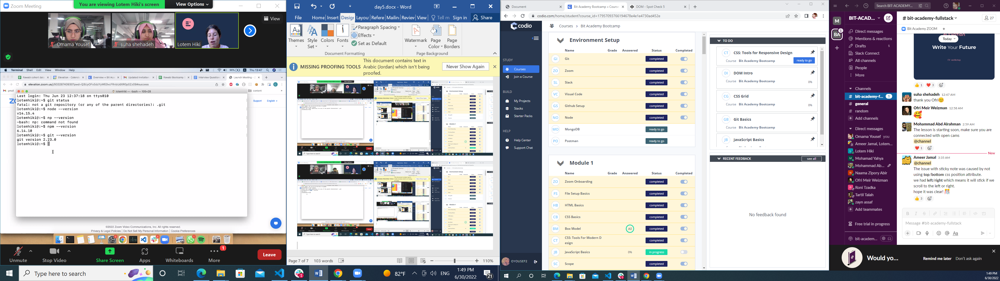 Zoom Meeting
You are viewing Lotem Hiki's screen
View Options
View
Omama Yousef
suha shehadeh
Lotem Hiki
Terminal Shell Edit View Window Help
96%
Thu 13:47
Rawabi cohort data
Elevation - Calenda
Overview « Bit Aca
Updated invitation
Rawabi Bootcamp
Interview Question
Launch Meeting - Z
elevation.zoom.us/j/93328740930?pwd=Q3UyOFo5dzYyWE0vcFRnbUdXR0p0Zz09#success
gmail
content
lotemhiki — -bash — 105×28
Last login: Thu Jun 23 12:37:18 on ttys010
lotemhiki@:~$ git status
fatal: not a git repository (or any of the parent directories): .git
lotemhiki@:~$ node --version
v14.15.4
lotemhiki@:~$ np --version
-bash: np: command not found
lotemhiki@:~$ npm --version
6.14.10
lotemhiki@:~$ git --version
git version 2.23.0
lotemhiki@:~$
Support English
©2022 Zoom Video Communications, Inc. All rights reserved.
Privacy & Legal Policies | Do Not Sell My Personal Information | Cookie Preferences
Unmute
Stop Video
Share Screen
Apps
Whiteboards
More
1
Leave
Type here to search
82°F
ENG
1:49 PM
6/30/2022
21
day5.docx - Word
File Home Insert Design Layou Refere Mailin Review View Tell m Sign in Share
Themes
Style Set
Colors
Fonts
Paragraph Spacing
Effects
Set as Default
Watermark
Page Color
Page Borders
Document Formatting
Page Background
MISSING PROOFING TOOLS
This document contains text in
Arabic (Jordan) which isn't being
proofed.
Never Show Again
Page 7 of 7
103 words
110%
Document
Bit Academy Bootcamp « Course
DOM - Spot Check 5
codio.com/home/student?course_id=17957093766194678e4e1e4730ad452e
codio
Courses > Bit Academy Bootcamp
STUDY
Courses
Join a Course
BUILD
My Projects
Stacks
Starter Packs
HELP
Help Center
Support Chat
OYOUSEF2
Environment Setup
Name Grade Answered Status Completed
GI Git completed
ZO Zoom completed
SL Slack completed
VC Visual Code completed
GS Github Setup completed
NO Node completed
MO MongoDB ready to go
PO Postman ready to go
Module 1
Name Grade Answered Status Completed
ZO Zoom Onboarding completed
FS File Setup Basics completed
HB HTML Basics completed
CB CSS Basics completed
BM Box Model All completed
CT CSS: Tools For Modern D
esign completed
JB JavaScript Basics 0% in progress
SC Scope completed
TO DO
CT CSS: Tools for Responsive Design
Course Bit Academy Bootcamp ready to go
DI DOM Intro
Course Bit Academy Bootcamp 0%
CG CSS Grid
Course Bit Academy Bootcamp 0%
GB Git Basics
Course Bit Academy Bootcamp
JB JavaScript Basics
RECENT FEEDBACK
see all
No feedback found
Search BIT-ACADEMY...
M
BA
1
BIT-ACAD...
Direct messages
Mentions & reactions
Drafts 1
Slack Connect
All channels
People
More
Channels
# bit-academy-f... 1
# general
# random
Add channels
Direct messages
Omama Yousef you
Ameer Jamal, Lotem...
Lotem Hiki
Mohamad Yahya
Mohammad Ab...
Naama Zipory Abir
Ofri Meir Weizman
Roni Tzadka
Tartil Talah
zayn assaf
Add teammates
Free trial in progress
bit-academ...
# bit-academy-fullstack
27
Bit Academy ZOOM
Today
Write Your Future
1 3
suha shehadeh 12:47 AM
thank you Ofri
Ofri Meir Weizman 12:58 AM
Mohammad Abd Alrahman 2:59 AM
The lesson is starting soon, make sure you are
connected with open cams
@channel
1
New
Ameer Jamal 3:35 AM
@channel
The issue with sticky note was caused by not
using top/bottom css position attribute.
we had left/right which means it will stick if we
scroll to the left or right.
hope it was clear!
3
Message #bit-academy-fullstack
Would yo...
Remind me later
Don't ask again
1:49 PM
6/30/2022